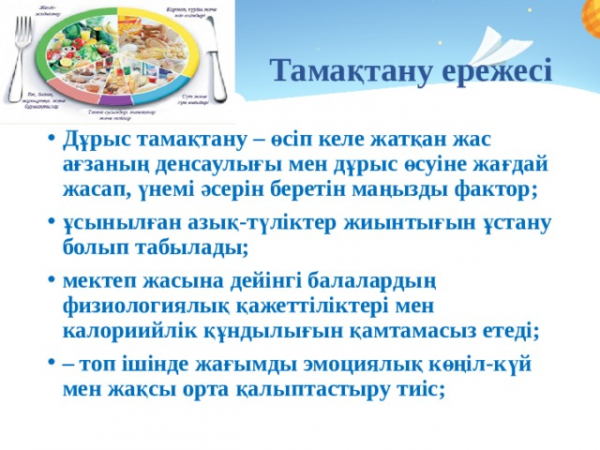 Тамақтану ережесі
• Дұрыс тамақтану – өсіп келе жатқан жас
ағзаның денсаулығы мен дұрыс өсуіне жағдай
жасап, үнемі әсерін беретін маңызды фактор;
• ұсынылған азық-түліктер жиынтығын ұстану
болып табылады;
• мектеп жасына дейінгі балалардың
физиологиялық қажеттіліктері мен
калориийлік құндылығын қамтамасыз етеді;
• – топ ішінде жағымды эмоциялық көңіл-күй
мен жақсы орта қалыптастыру тиіс;